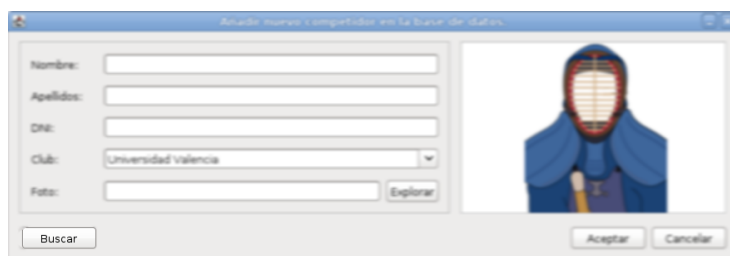 Añade nuevo competidor en la base de datos
Nombre:
Apellidos:
DNI:
Club: Universidad Valencia
Foto: Explorar
Buscar Aceptar Cancelar